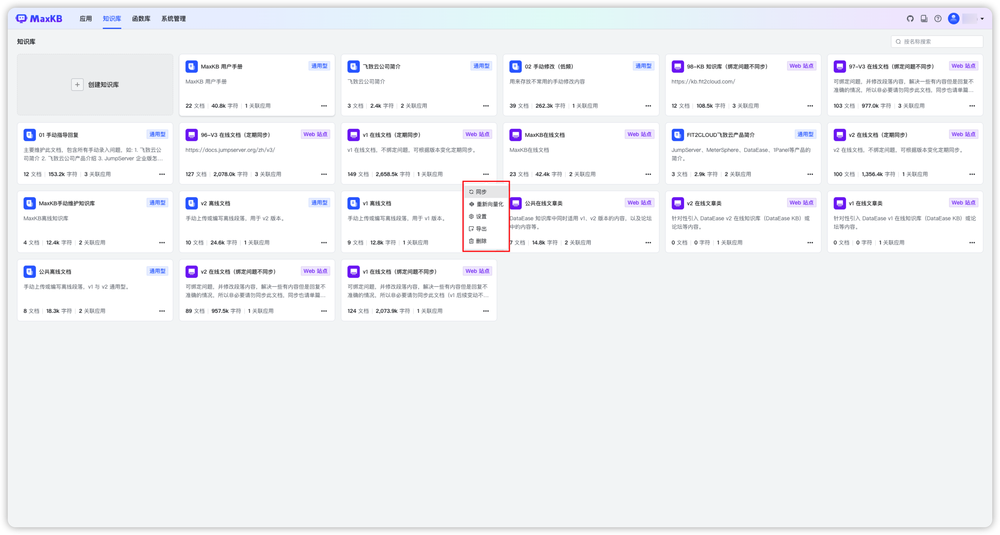 MaxKB 应用 知识库 函数库 系统管理
知识库
按名称搜索
创建知识库
MaxKB 用户手册 通用型
MaxKB 用户手册
22 文档 40.8k 字符 1 关联应用
飞致云公司简介 通用型
飞致云公司简介
3 文档 2.4k 字符 2 关联应用
02 手动修改（低频） 通用型
用来存放不常用的手动修改内容
39 文档 262.3k 字符 1 关联应用
98-KB 知识库（绑定问题不同步） Web 站点
https://kb.fit2cloud.com/
12 文档 108.5k 字符 3 关联应用
97-V3 在线文档（绑定问题不同步） Web 站点
可绑定问题，并修改段落内容，解决一些有内容但是回复不
准确的情况，所以非必要请勿同步此文档，同步也请单篇...
103 文档 977.0k 字符 3 关联应用
01 手动指导回复 通用型
主要维护此文档，包含所有手动录入问题，如: 1. 飞致云公
司简介 2. 飞致云公司产品介绍 3. JumpServer 企业版怎...
12 文档 153.2k 字符 3 关联应用
96-V3 在线文档（定期同步） Web 站点
https://docs.jumpserver.org/zh/v3/
127 文档 2,078.0k 字符 3 关联应用
v1 在线文档（定期同步） Web 站点
v1 在线文档，不绑定问题，可根据版本变化定期同步。
149 文档 2,658.5k 字符 1 关联应用
MaxKB在线文档 Web 站点
MaxKB在线文档
23 文档 42.4k 字符 2 关联应用
FIT2CLOUD飞致云产品简介 通用型
JumpServer、MeterSphere、DataEase、1Panel等产品的
简介。
3 文档 2.9k 字符 2 关联应用
v2 在线文档（定期同步） Web 站点
v2 在线文档，不绑定问题，可根据版本变化定期同步。
100 文档 1,356.4k 字符 1 关联应用
同步
重新向量化
设置
导出
删除
MaxKB手动维护知识库 通用型
MaxKB离线知识库
4 文档 12.4k 字符 2 关联应用
v2 离线文档 通用型
手动上传或编写离线段落，用于 v2 版本。
10 文档 24.6k 字符 1 关联应用
v1 离线文档
手动上传或编写离线段落，用于 v1 版本。
9 文档 12.8k 字符 1 关联应用
公共在线文章类 Web 站点
DataEase 知识库中同时适用 v1、v2 版本的内容，以及论坛
中的内容等。
7 文档 14.8k 字符 2 关联应用
v2 在线文章类 Web 站点
针对性引入 DataEase v2 在线知识库（DataEase KB）或
论坛等内容。
0 文档 0 字符 1 关联应用
v1 在线文章类 Web 站点
针对性引入 DataEase v1 在线知识库（DataEase KB）或论
坛等内容。
0 文档 0 字符 1 关联应用
公共离线文档 通用型
手动上传或编写离线段落，v1 与 v2 通用型。
8 文档 18.3k 字符 2 关联应用
v2 在线文档（绑定问题不同步） Web 站点
可绑定问题，并修改段落内容，解决一些有内容但是回复不
准确的情况，所以非必要请勿同步此文档，同步也请单篇...
89 文档 957.5k 字符 1 关联应用
v1 在线文档（绑定问题不同步） Web 站点
可绑定问题，并修改段落内容，解决一些有内容但是回复不
准确的情况，所以非必要请勿同步此文档（v1 后续变动不...
124 文档 2,073.9k 字符 1 关联应用